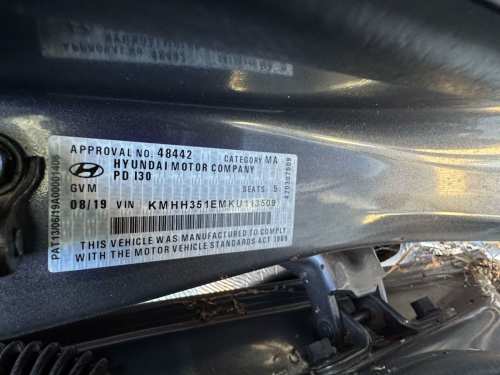 APPROVAL NO. 48442
CATEGORY MA
HYUNDAI MOTOR COMPANY
PD I30
GVM
SEATS 5
08/19 VIN KMHH351EMKU113509
THIS VEHICLE WAS MANUFACTURED TO COMPLY
WITH THE MOTOR VEHICLE STANDARDS ACT 1989